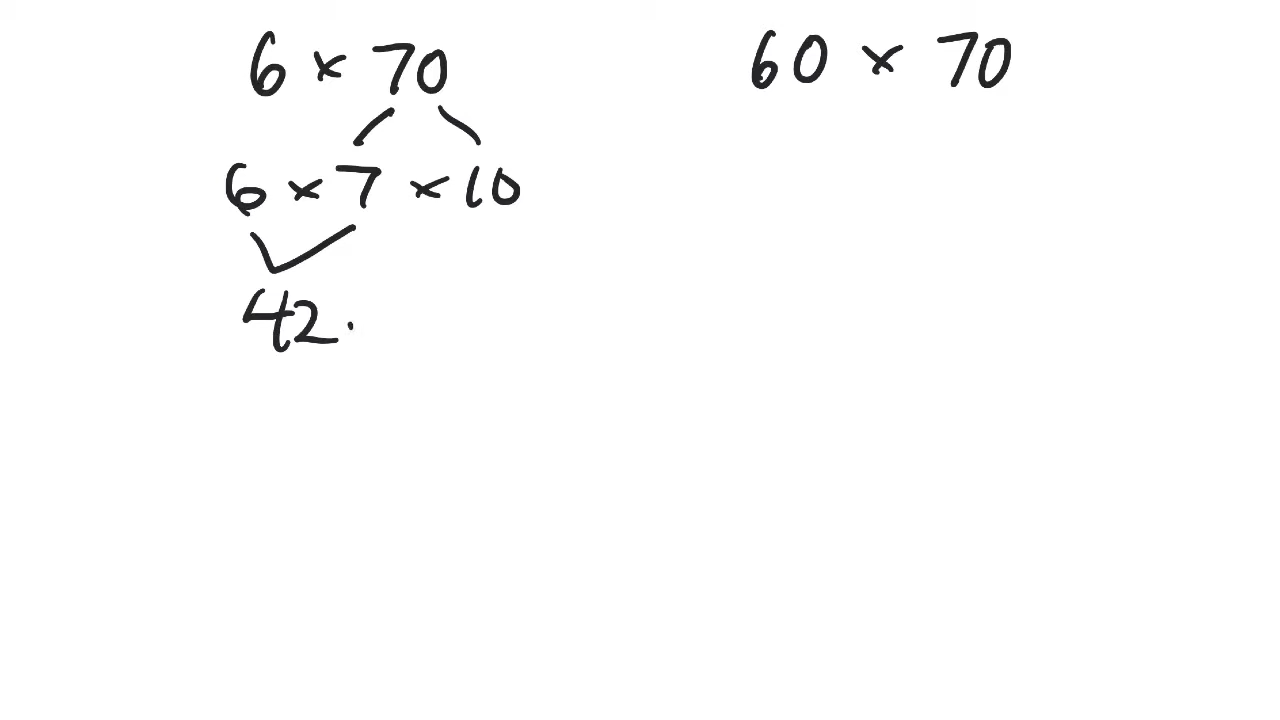 6 × 70
6 × 7 × 10
42.
60 × 70